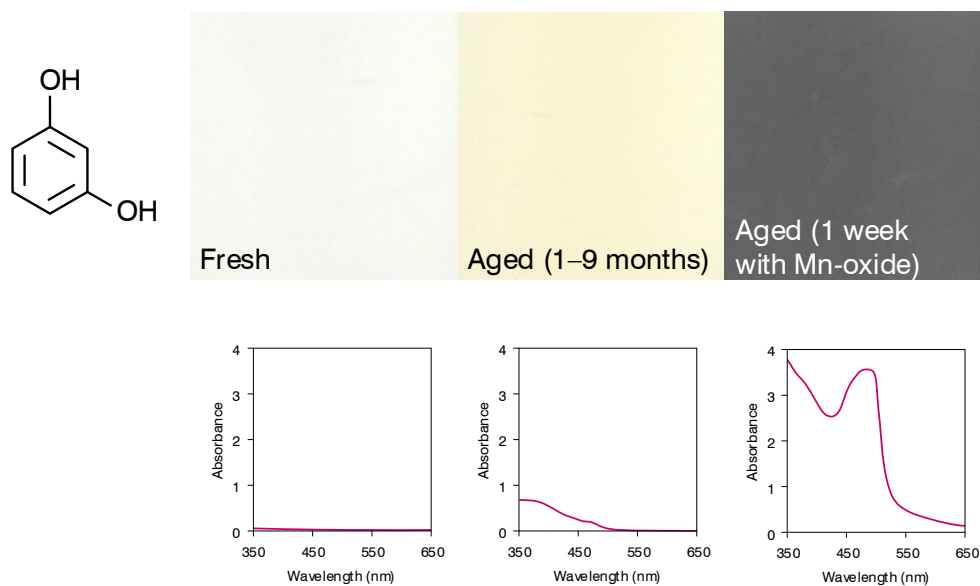 OH
OH
Fresh
Aged (1–9 months)
Aged (1 week
with Mn-oxide)
4
3
2
1
0
Absorbance
350
450
550
650
Wavelength (nm)
4
3
2
1
0
Absorbance
350
450
550
650
Wavelength (nm)
4
3
2
1
0
Absorbance
350
450
550
650
Wavelength (nm)